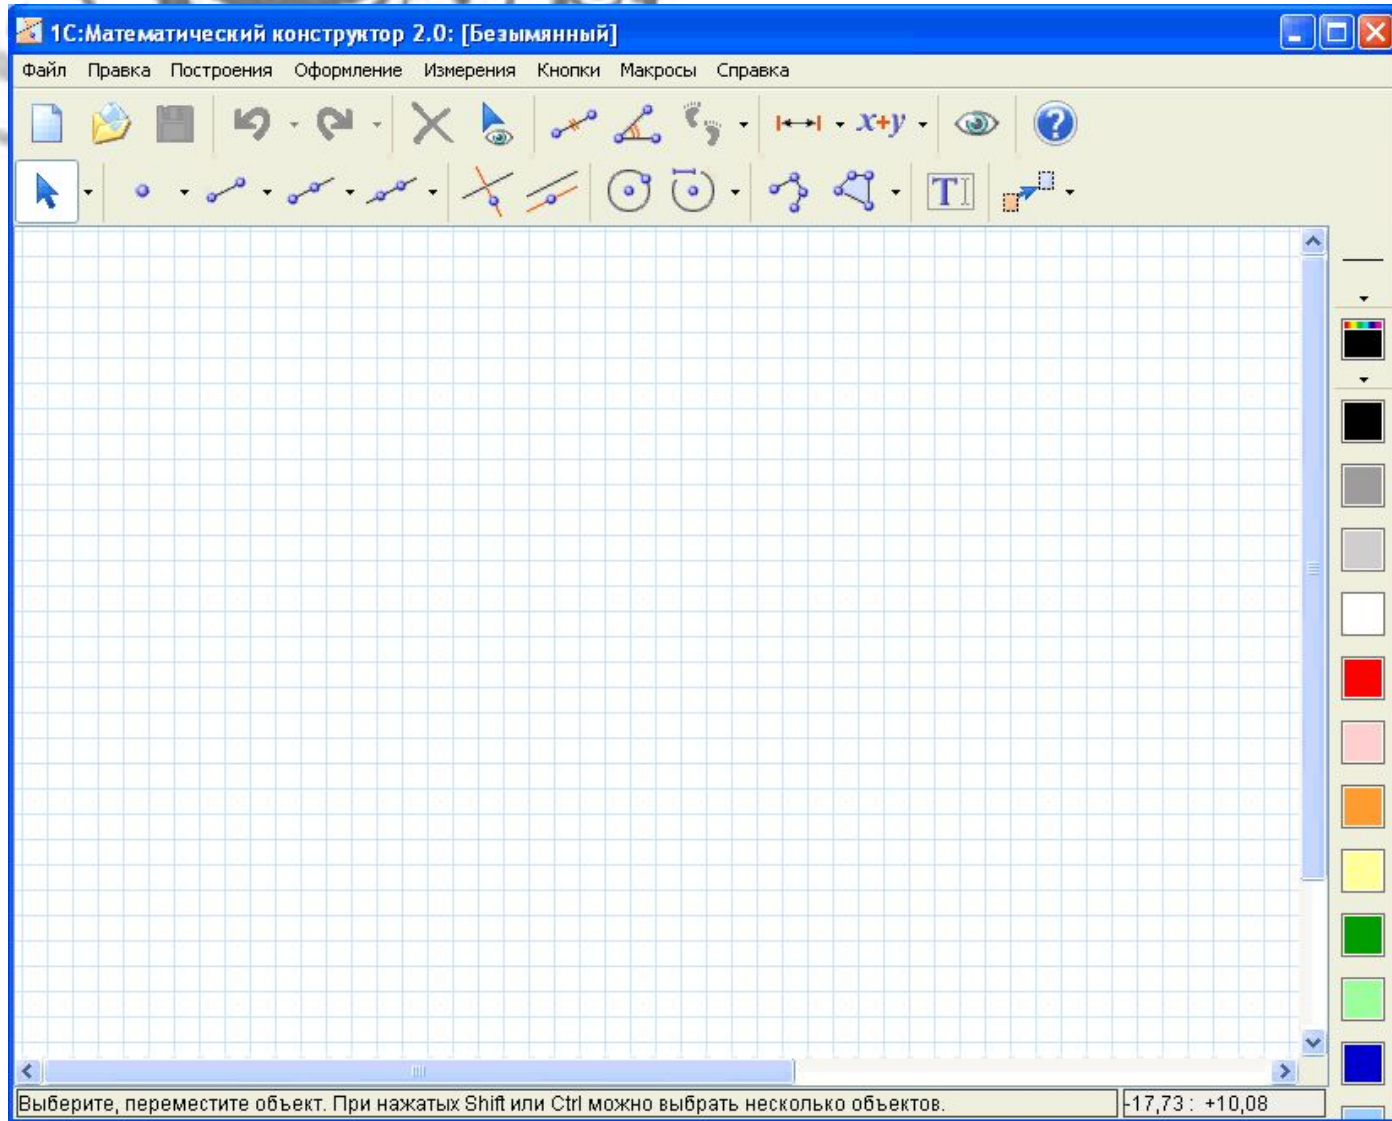 1С:Математический конструктор 2.0: [Безымянный]
Файл Правка Построения Оформление Измерения Кнопки Макросы Справка
x+y
T
Выберите, переместите объект. При нажатых Shift или Ctrl можно выбрать несколько объектов.
-17,73 : +10,08